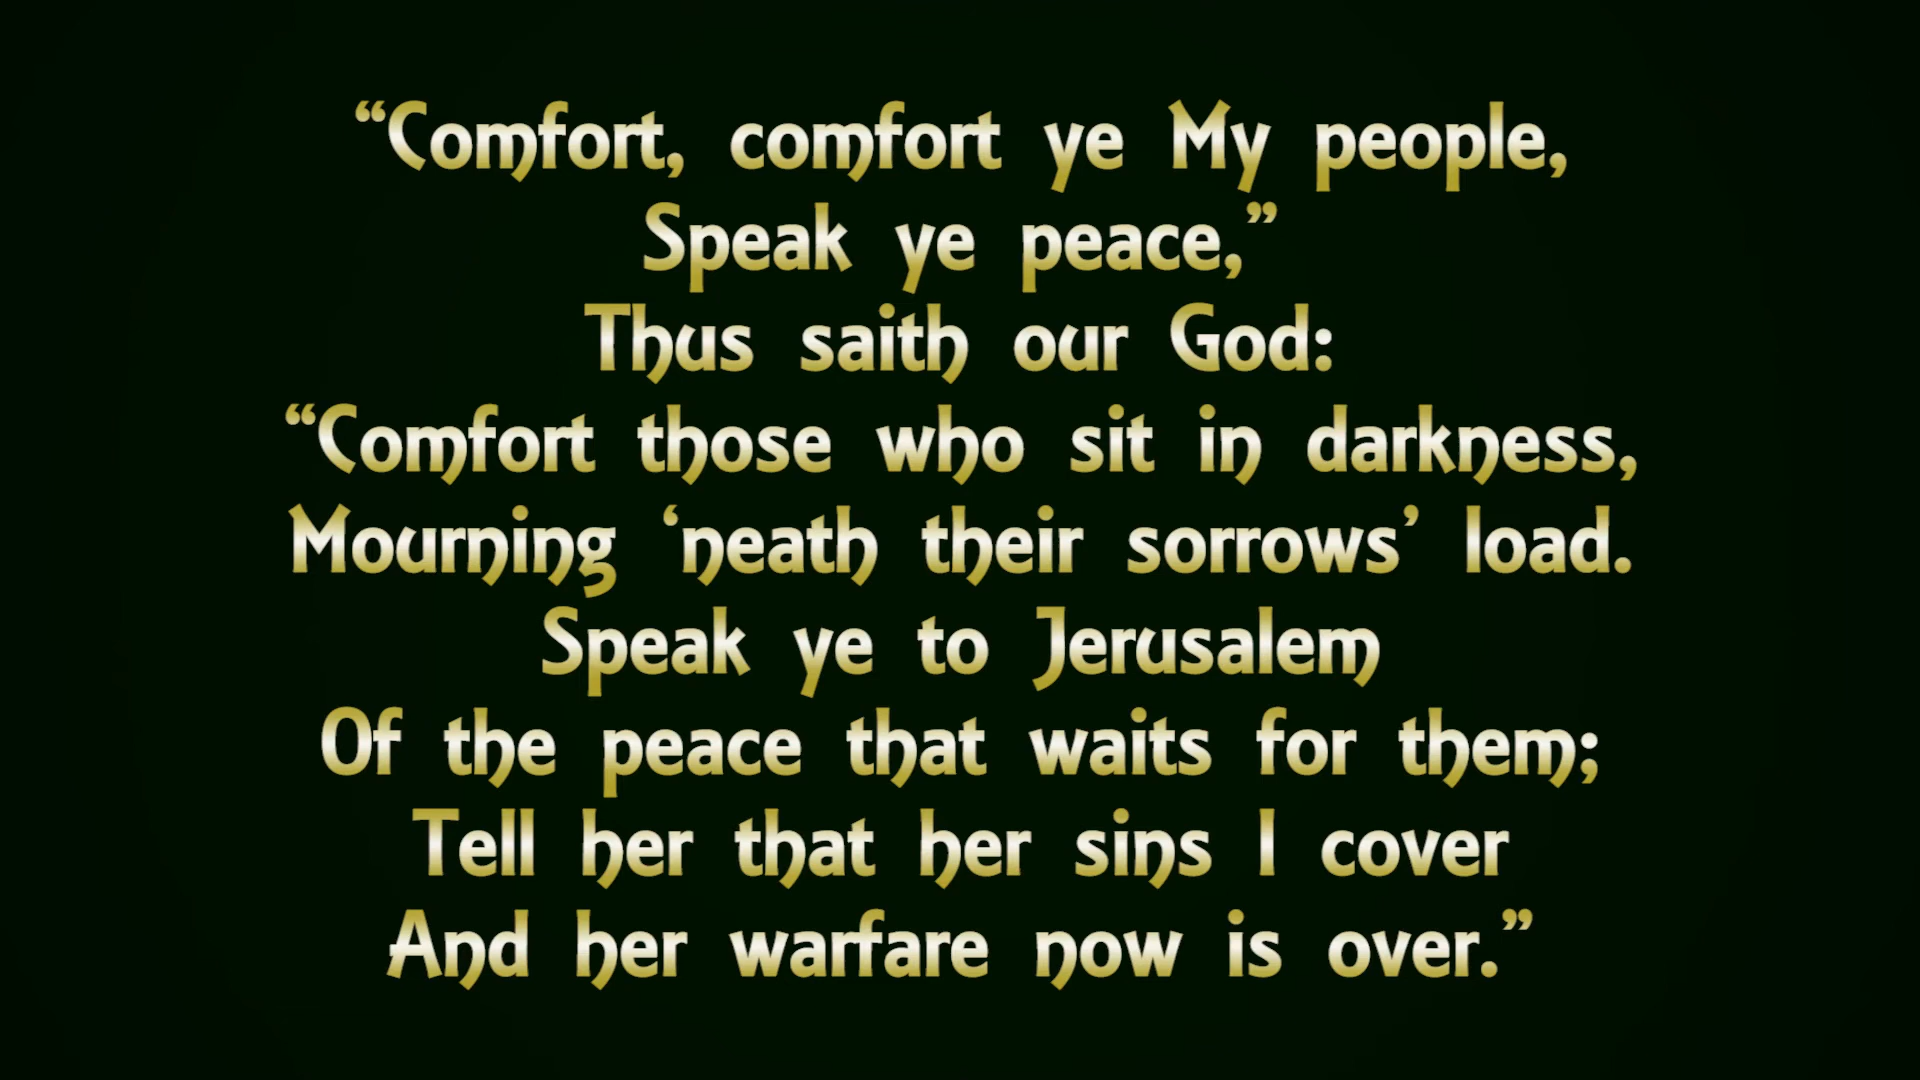 “Comfort, comfort ye My people,
Speak ye peace,”
Thus saith our God:
“Comfort those who sit in darkness,
Mourning ‘neath their sorrows’ load.
Speak ye to Jerusalem
Of the peace that waits for them;
Tell her that her sins I cover
And her warfare now is over.”